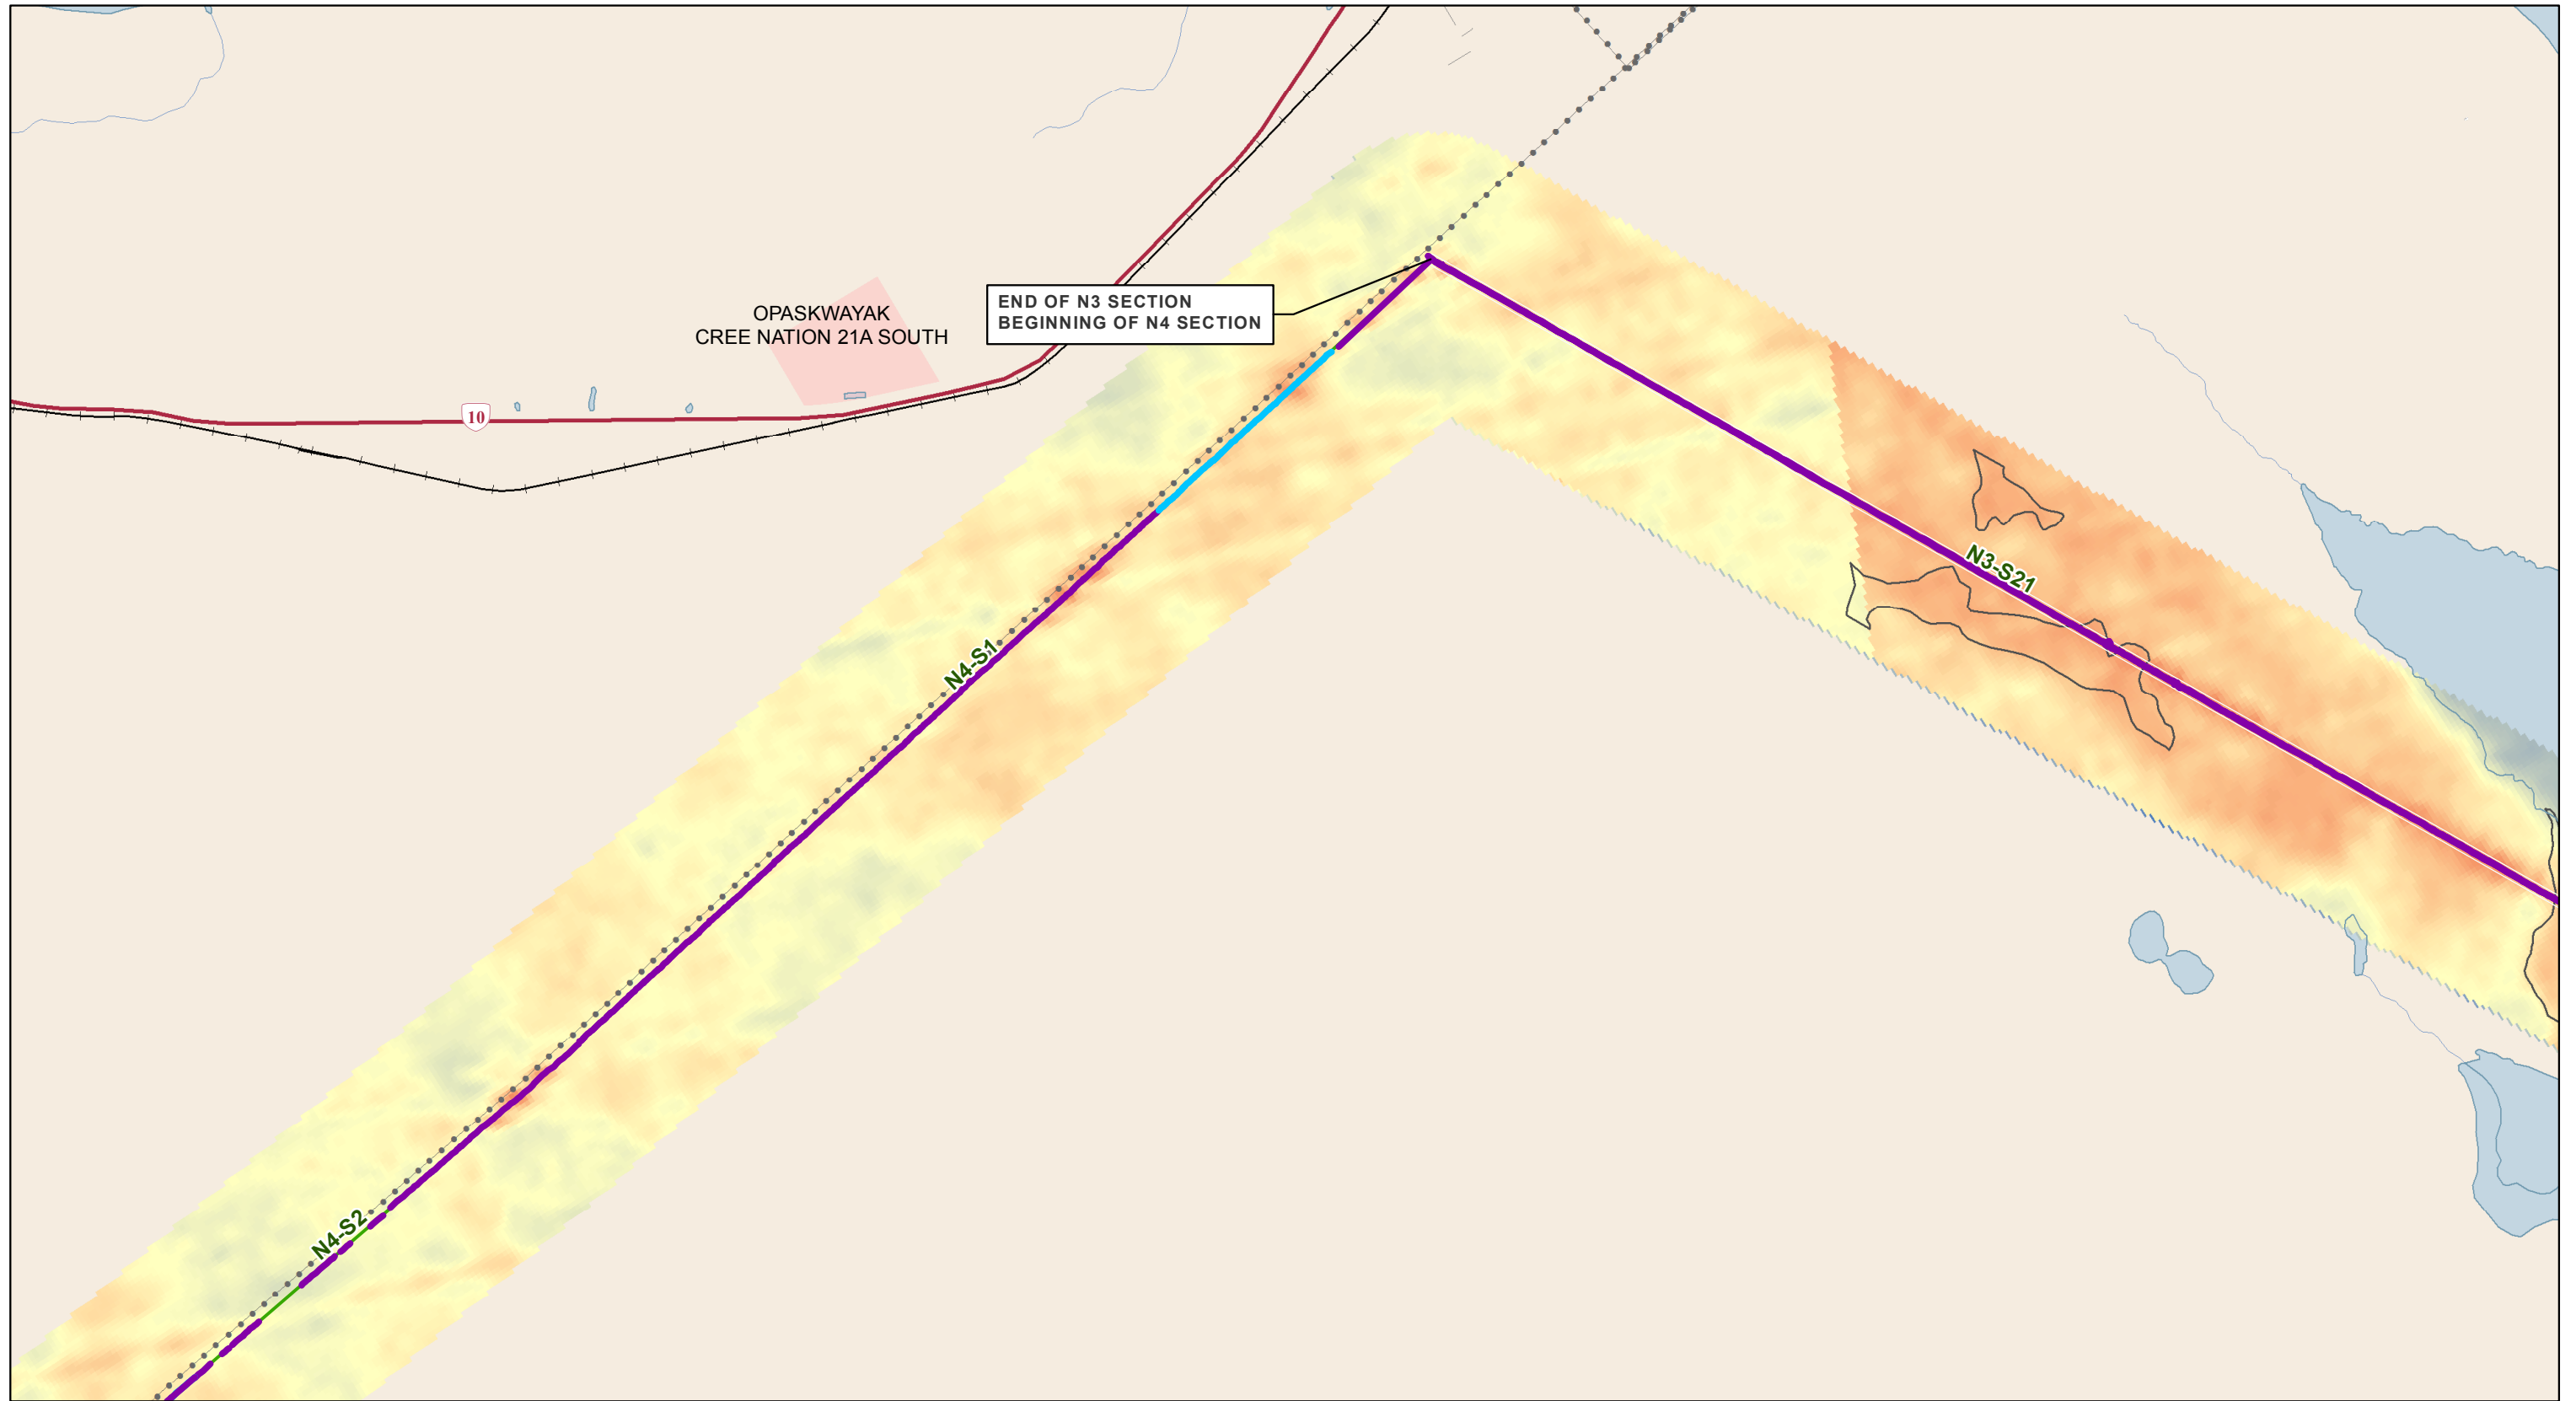 OPASKWAYAK
CREE NATION 21A SOUTH
END OF N3 SECTION
BEGINNING OF N4 SECTION
10
N3-S21
N4-S1
N4-S2